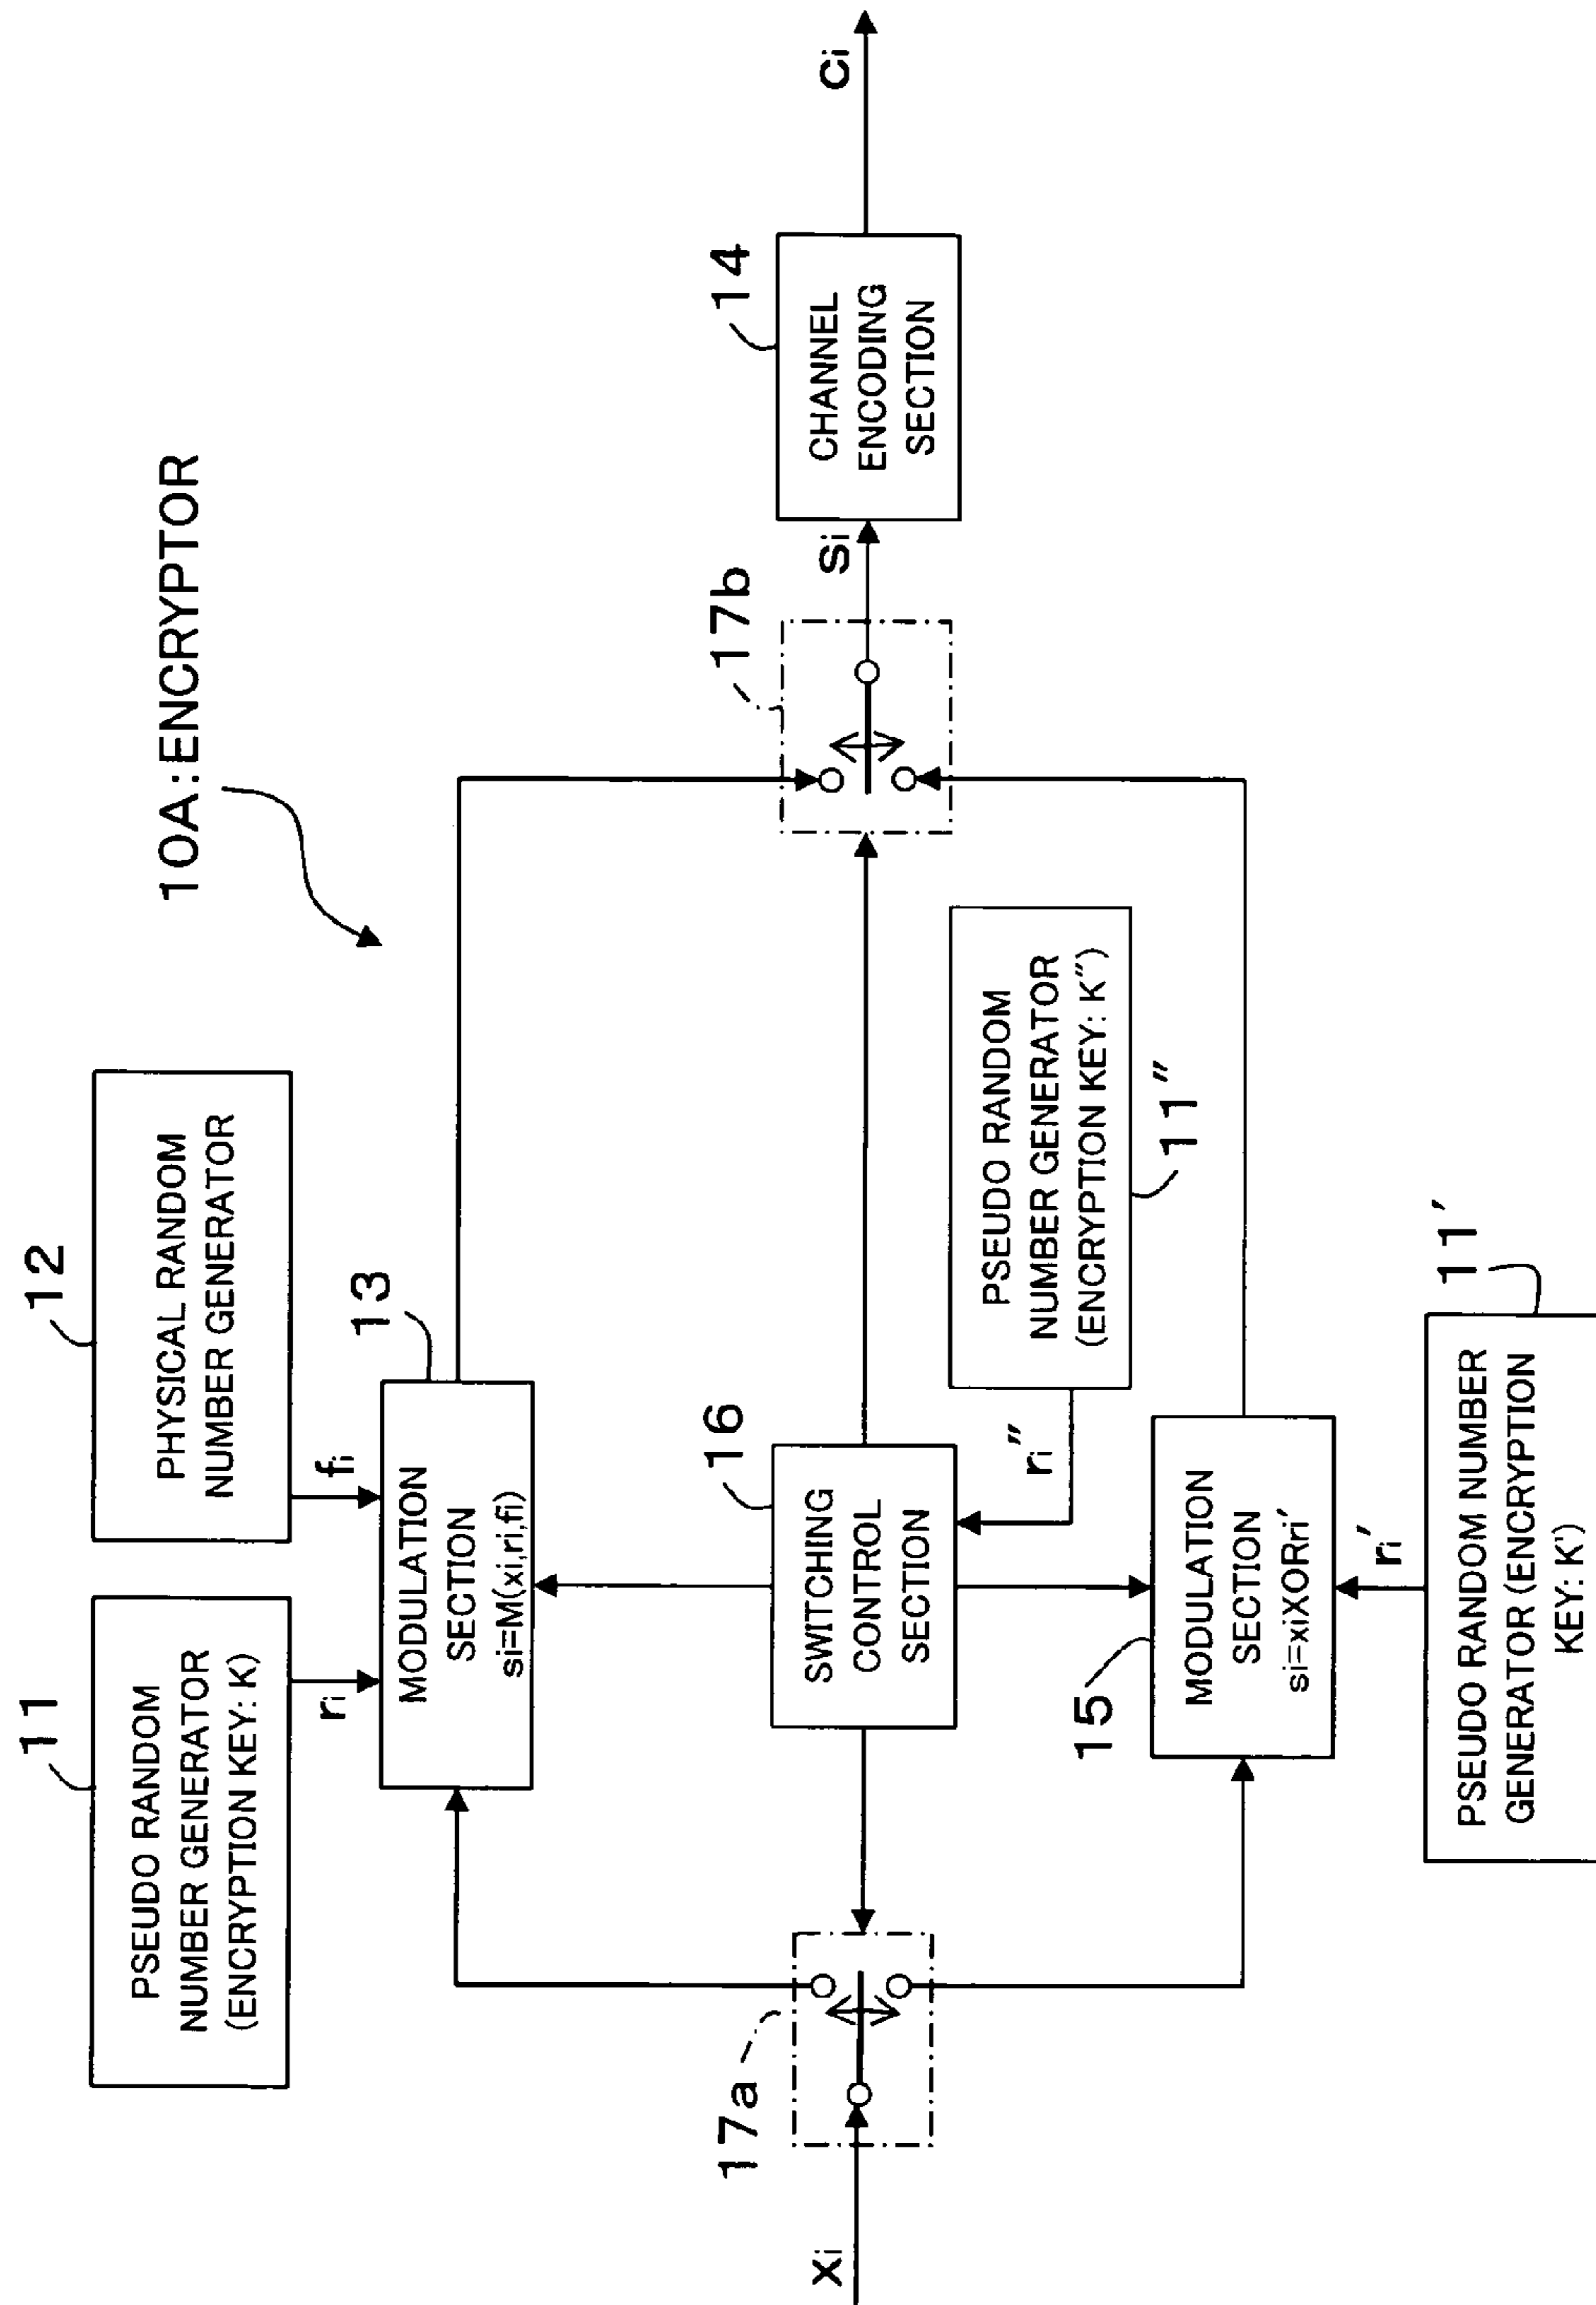 10A:ENCRYPTOR
11
PSEUDO RANDOM
NUMBER GENERATOR
(ENCRYPTION KEY: K)
12
PHYSICAL RANDOM
NUMBER GENERATOR
ri
fi
13
MODULATION
SECTION
si=M(xi,ri,fi)
17a
xi
16
SWITCHING
CONTROL
SECTION
17b
si
14
CHANNEL
ENCODING
SECTION
ci
ri″
PSEUDO RANDOM
NUMBER GENERATOR
(ENCRYPTION KEY: K″)
11″
15
MODULATION
SECTION
si=xiXORri′
ri′
11′
PSEUDO RANDOM NUMBER
GENERATOR (ENCRYPTION
KEY: K′)